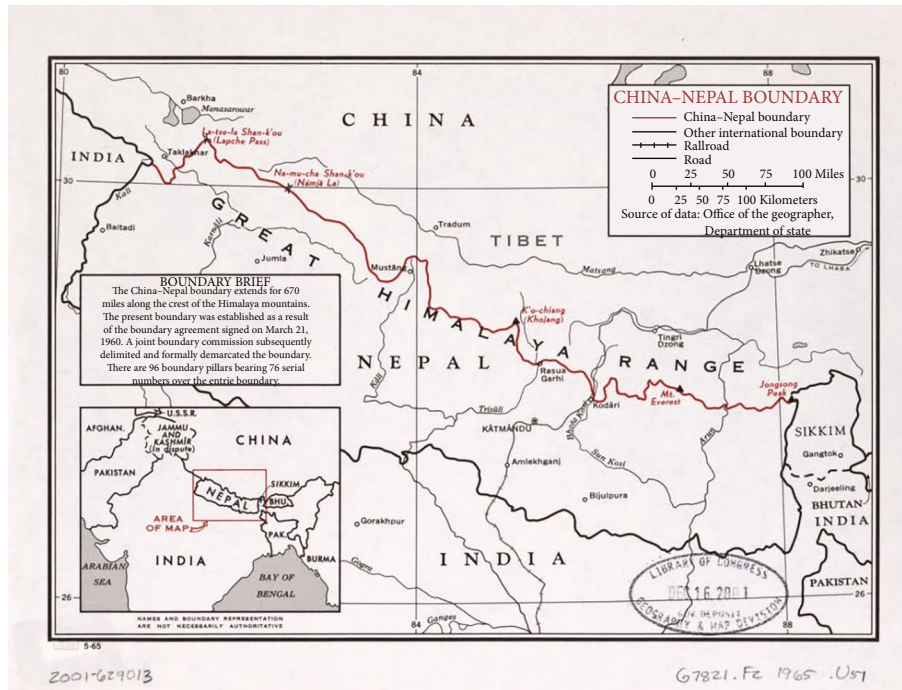 80
84
88
Barkha
Manasarowar
La-tse-la Shan-k'ou
(Lapche Pass)
Taklakhar
INDIA
CHINA
CHINA–NEPAL BOUNDARY
China–Nepal boundary
Other international boundary
Rallroad
Road
0 25 50 75 100 Miles
0 25 50 75 100 Kilometers
Source of data: Office of the geographer,
Department of state
30
30
Na-mu-cha Shan-k'ou
(Námjá La)
Kali
Baitadi
Karnāli
Jumla
GREAT
HIMALAYA
RANGE
Tradum
TIBET
Matsang
Lhatse
Dzong
Zhikatse
TO LHASA
Mustāng
BOUNDARY BRIEF
The China–Nepal boundary extends for 670
miles along the crest of the Himalaya mountains.
The present boundary was established as a result
of the boundary agreement signed on March 21,
1960. A joint boundary commission subsequently
delimited and formally demarcated the boundary.
There are 96 boundary pillars bearing 76 serial
numbers over the entrie boundary.
K'o-chiang
(Khojang)
Tingri
Dzong
NEPAL
Rasua
Garhi
Kāli
Trisūli
KĀTMĀNDU
Bhote Kosi
Kodāri
Mt.
Everest
Jongsong
Peak
Arun
Sun Kosi
Amlekhganj
Bijulpura
SIKKIM
Gangtok
Darjeeling
BHUTAN
INDIA
PAKISTAN
U.S.S.R.
AFGHAN.
JAMMU
AND
KASHMĪR
(In dispute)
CHINA
PAKISTAN
NEPAL
SIKKIM
BHU.
AREA
OF MAP
PAK.
INDIA
BURMA
ARABIAN
SEA
BAY OF
BENGAL
Gorakhpur
Gogra
Ganges
INDIA
LIBRARY OF CONGRESS
DEC 16 2001
GOV. DEPOSIT
GEOGRAPHY & MAP DIVISION
26
26
84
88
NAMES AND BOUNDARY REPRESENTATION
ARE NOT NECESSARILY AUTHORITATIVE
5-65
2001-629013
G7821.F2 1965 .U51